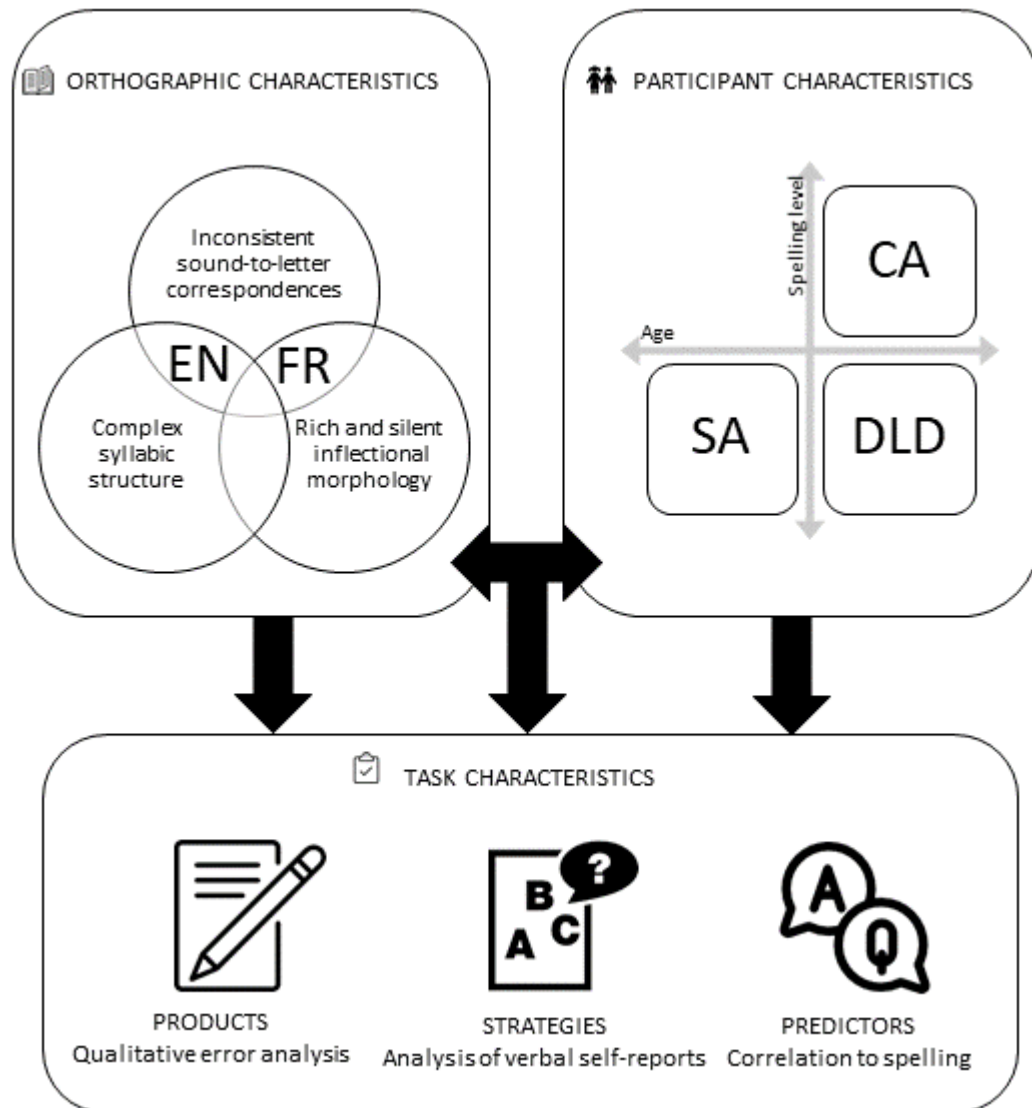 ORTHOGRAPHIC CHARACTERISTICS
Inconsistent
sound-to-letter
correspondences
EN
FR
Complex
syllabic
structure
Rich and silent
inflectional
morphology
PARTICIPANT CHARACTERISTICS
Spelling level
Age
CA
SA
DLD
TASK CHARACTERISTICS
A
B
C
?
A
Q
PRODUCTS
Qualitative error analysis
STRATEGIES
Analysis of verbal self-reports
PREDICTORS
Correlation to spelling